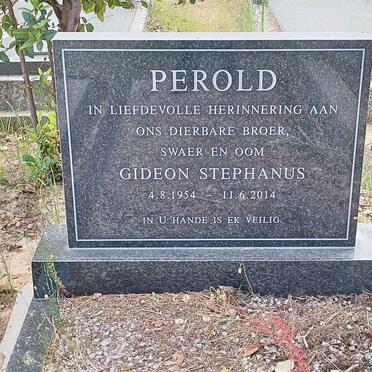 PEROLD
IN LIEFDEVOLLE HERINNERING AAN
ONS DIERBARE BROER,
SWAER EN OOM
GIDEON STEPHANUS
4.8.1954 – 11.6.2014
IN U HANDE IS EK VEILIG